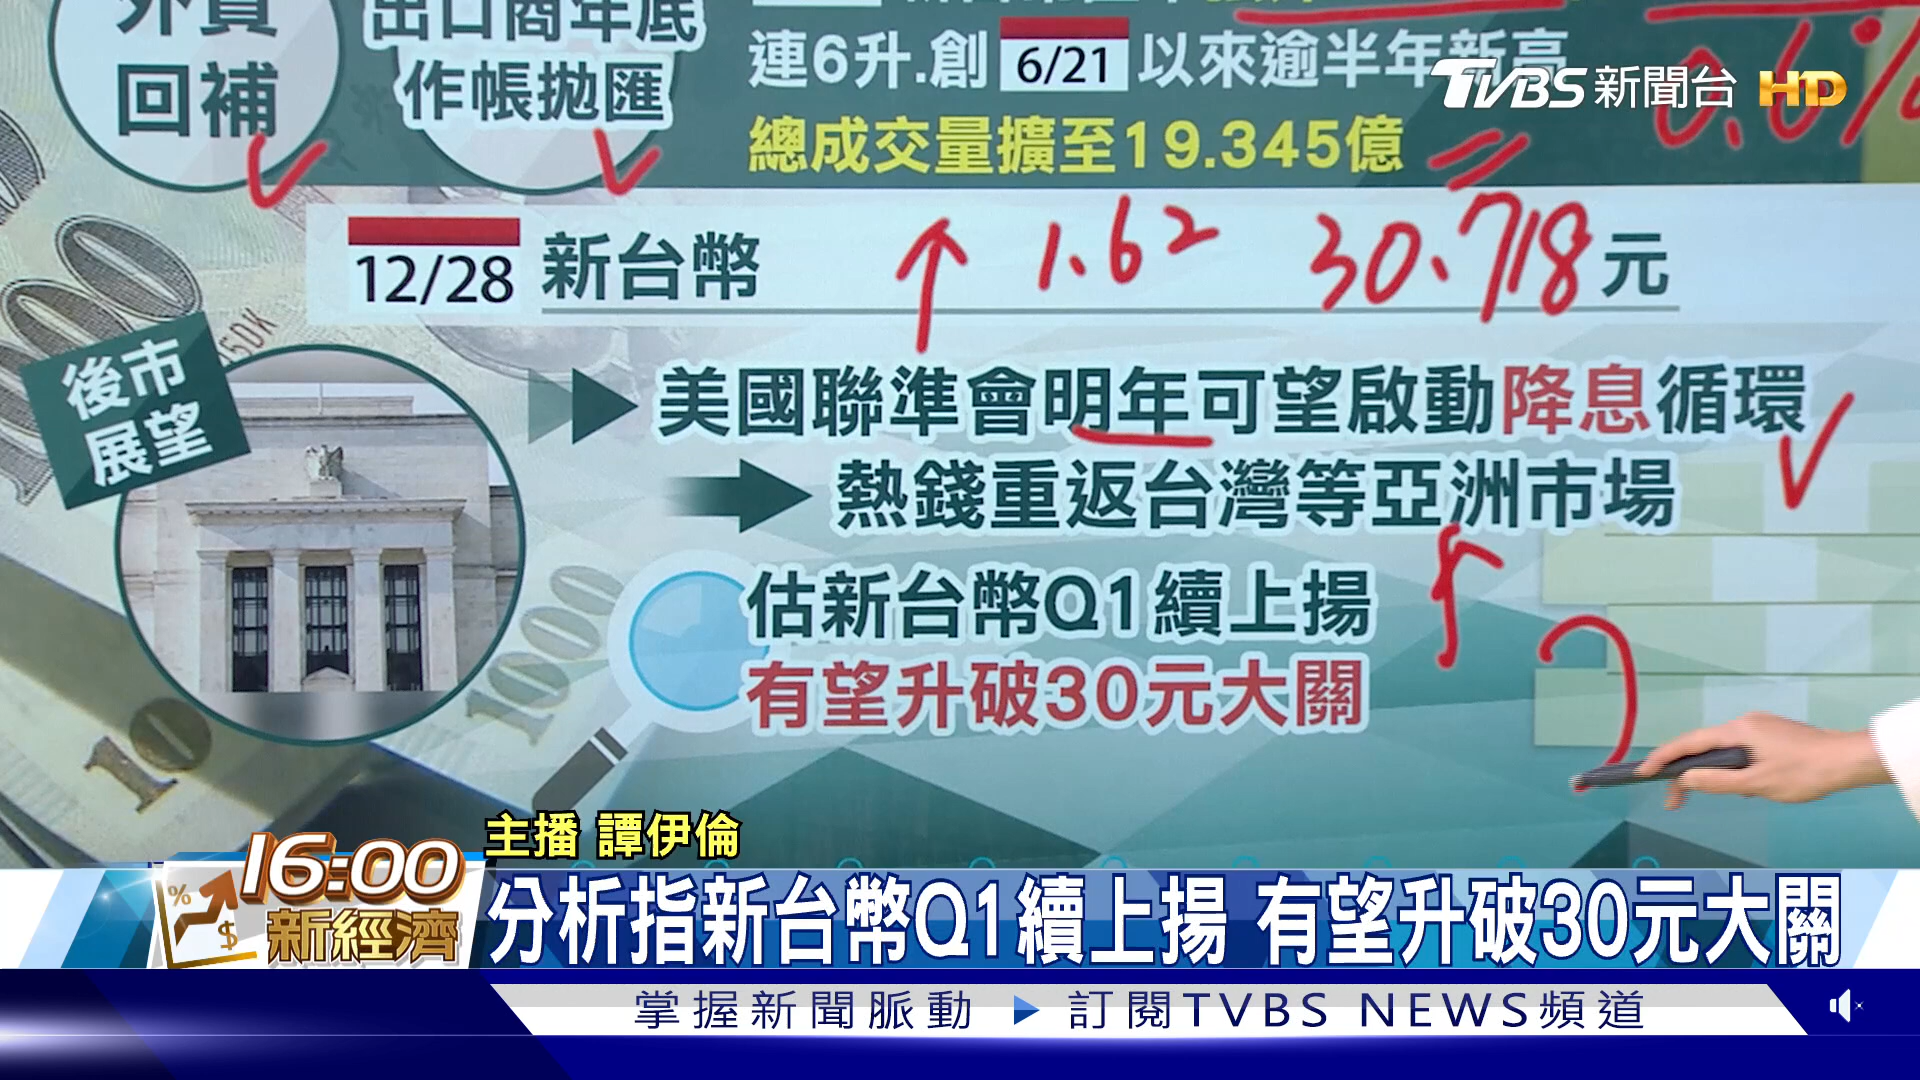 外資
回補
出口商年底
作帳拋匯
連6升.創 6/21 以來逾半年新高
總成交量擴至19.345億
0.6%
TVBS新聞台 HD
12/28 新台幣 ↑ 1.62 30.718元
後市
展望
美國聯準會明年可望啟動降息循環
熱錢重返台灣等亞洲市場
估新台幣Q1續上揚
有望升破30元大關
1000
10
主播 譚伊倫
16:00
新經濟
分析指新台幣Q1續上揚 有望升破30元大關
掌握新聞脈動 訂閱TVBS NEWS頻道